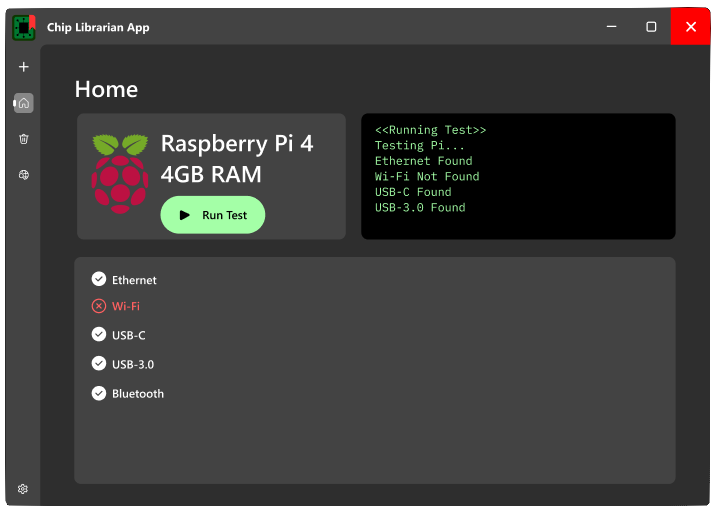 Chip Librarian App
Home
Raspberry Pi 4
4GB RAM
Run Test
<<Running Test>>
Testing Pi...
Ethernet Found
Wi-Fi Not Found
USB-C Found
USB-3.0 Found
Ethernet
Wi-Fi
USB-C
USB-3.0
Bluetooth